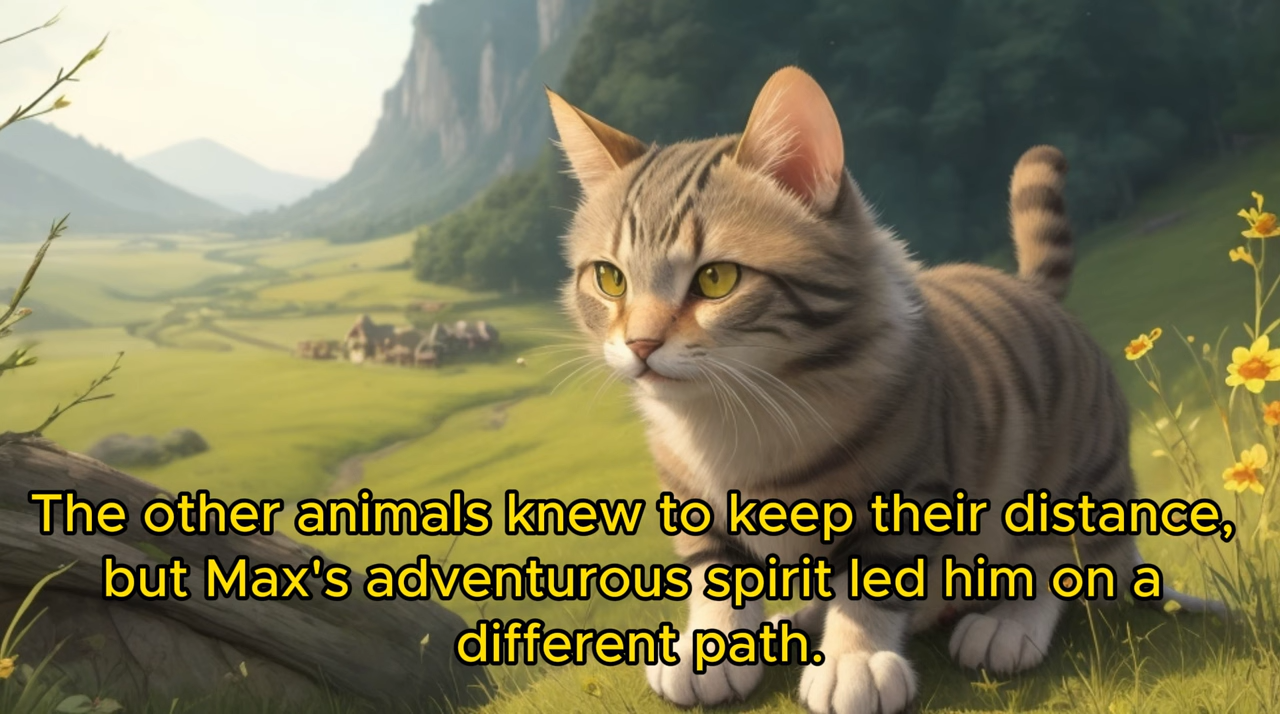 The other animals knew to keep their distance,
but Max's adventurous spirit led him on a
different path.